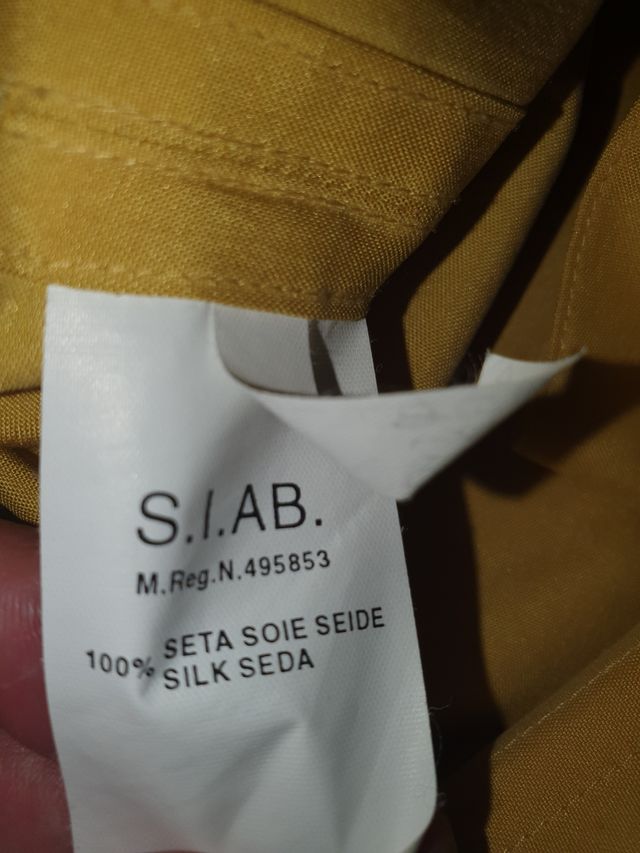 S.I.AB.
M.Reg.N.495853
100% SETA SOIE SEIDE
SILK SEDA